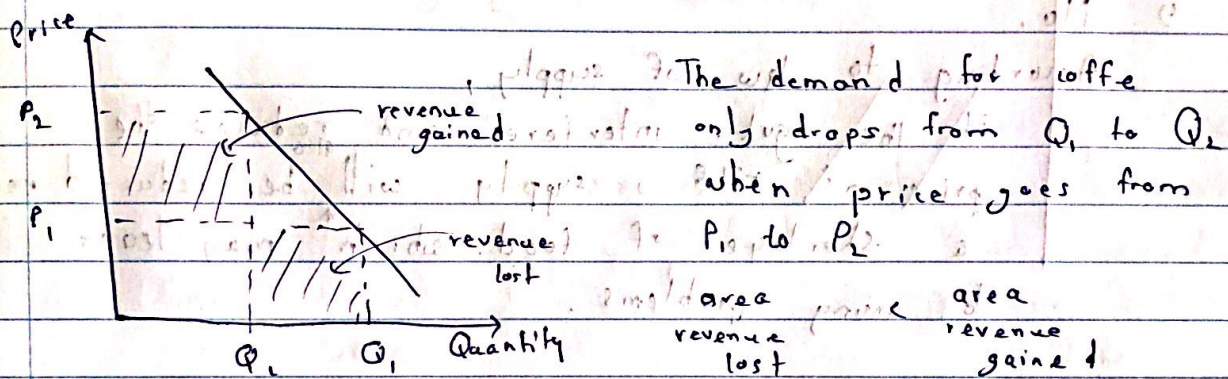 Price
P₂
revenue
gained
P₁
revenue
lost
Q₂
Q₁
Quantity
The demand for coffe
only drops from Q₁ to Q₂
when price goes from
P₁ to P₂
area < area
revenue revenue
lost gained